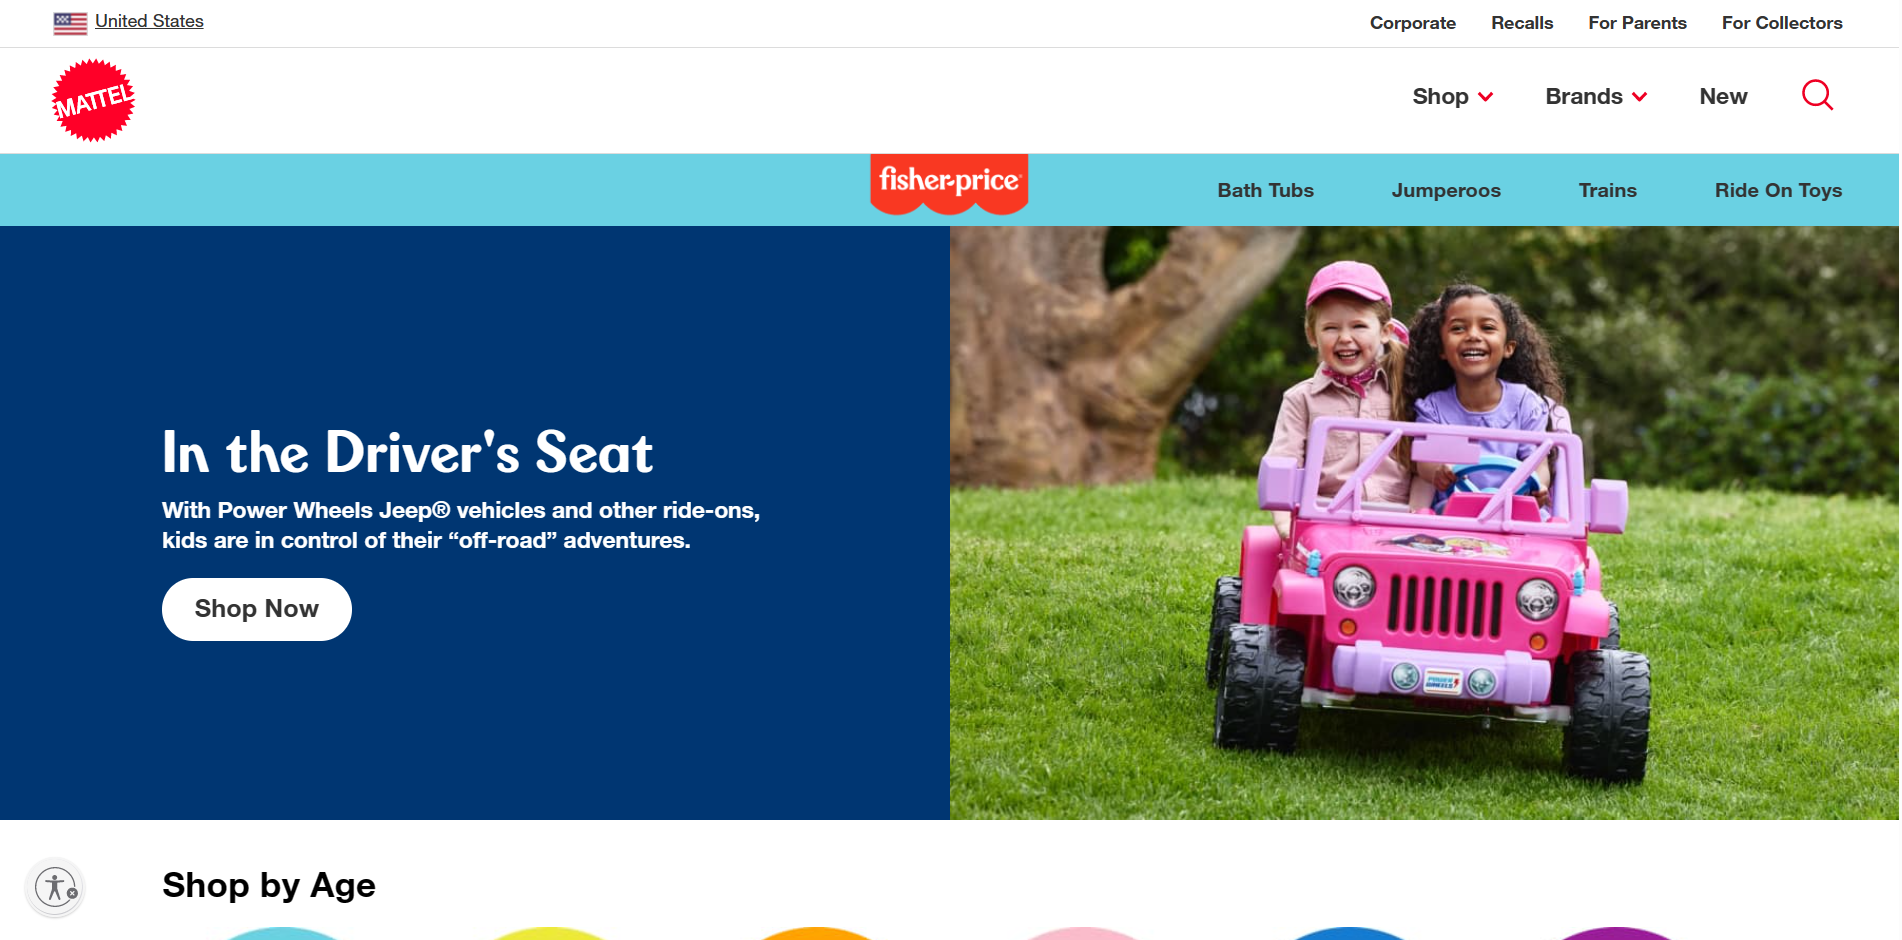 United States
Corporate
Recalls
For Parents
For Collectors
MATTEL
Shop
Brands
New
fisher-price
Bath Tubs
Jumperoos
Trains
Ride On Toys
In the Driver's Seat
With Power Wheels Jeep® vehicles and other ride-ons,
kids are in control of their “off-road” adventures.
Shop Now
POWER
WHEELS
Shop by Age